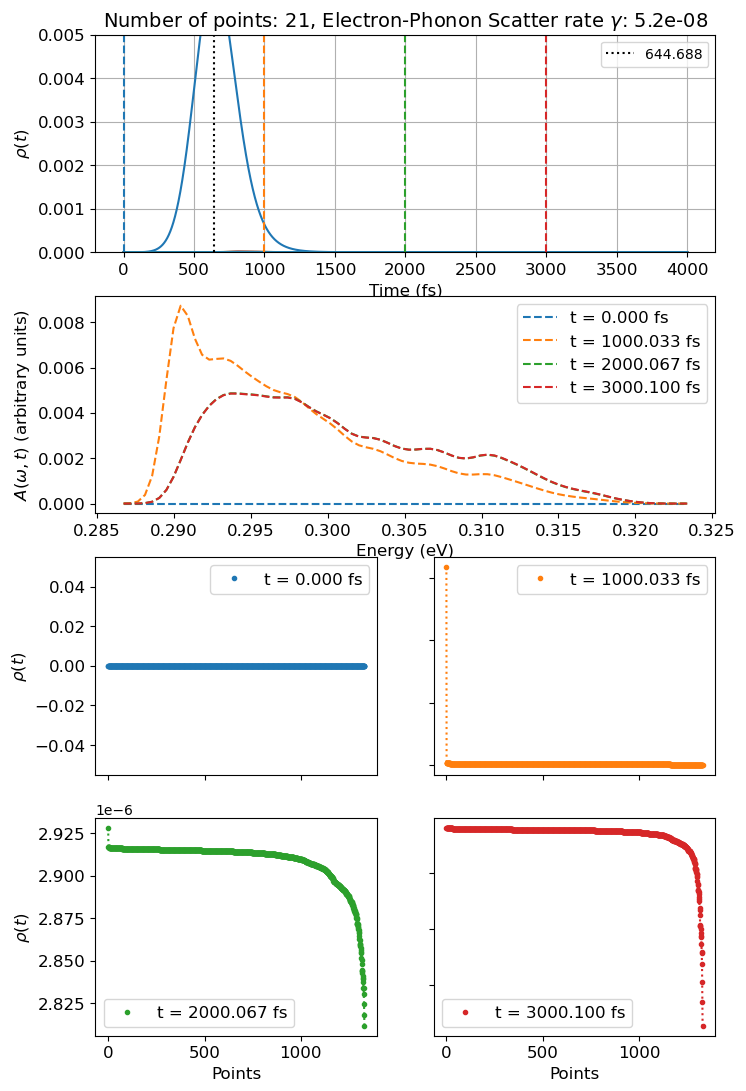 Number of points: 21, Electron-Phonon Scatter rate γ: 5.2e-08
0.005
0.004
0.003
0.002
0.001
0.000
ρ(t)
644.688
0 500 1000 1500 2000 2500 3000 3500 4000
Time (fs)
0.008
0.006
0.004
0.002
0.000
A(ω, t) (arbitrary units)
t = 0.000 fs
t = 1000.033 fs
t = 2000.067 fs
t = 3000.100 fs
0.285 0.290 0.295 0.300 0.305 0.310 0.315 0.320 0.325
Energy (eV)
0.04
0.02
0.00
−0.02
−0.04
ρ(t)
t = 0.000 fs
t = 1000.033 fs
1e−6
2.925
2.900
2.875
2.850
2.825
ρ(t)
t = 2000.067 fs
0 500 1000
Points
t = 3000.100 fs
0 500 1000
Points